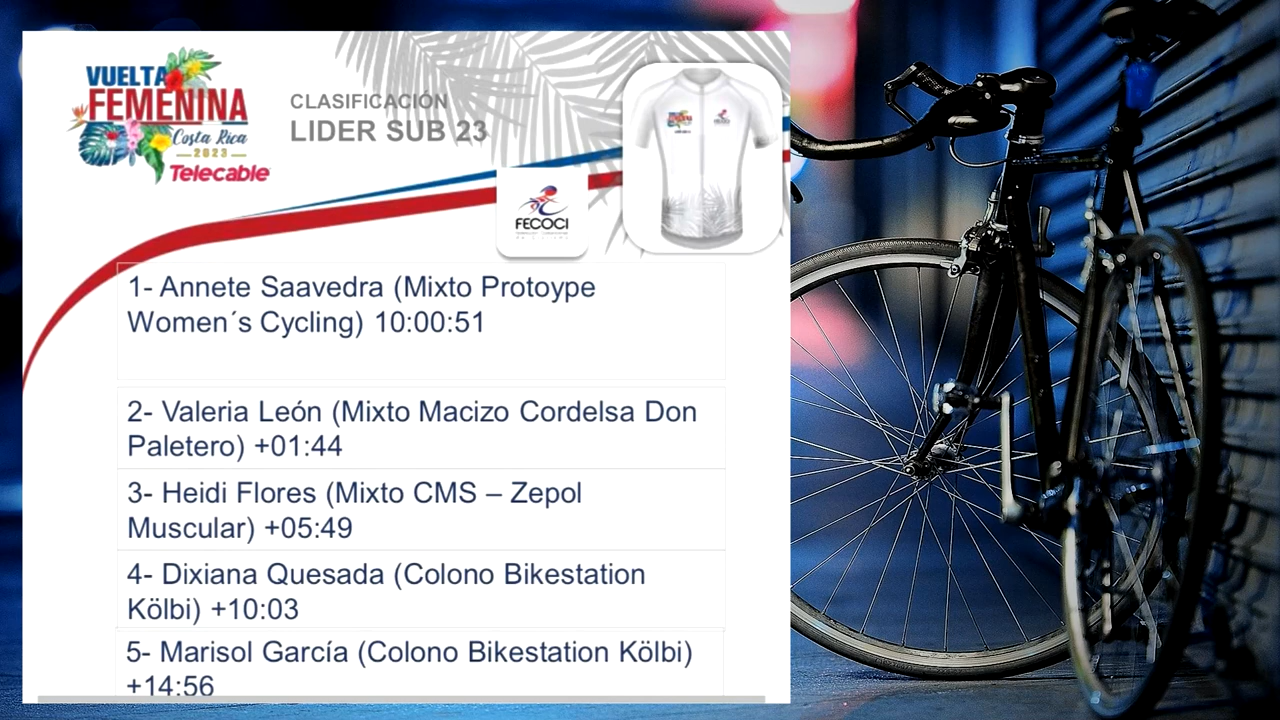 VUELTA
FEMENINA
Costa Rica
2023
Telecable
CLASIFICACIÓN
LIDER SUB 23
FECOCI
1- Annete Saavedra (Mixto Protoype
Women´s Cycling) 10:00:51
2- Valeria León (Mixto Macizo Cordelsa Don
Paletero) +01:44
3- Heidi Flores (Mixto CMS – Zepol
Muscular) +05:49
4- Dixiana Quesada (Colono Bikestation
Kölbi) +10:03
5- Marisol García (Colono Bikestation Kölbi)
+14:56